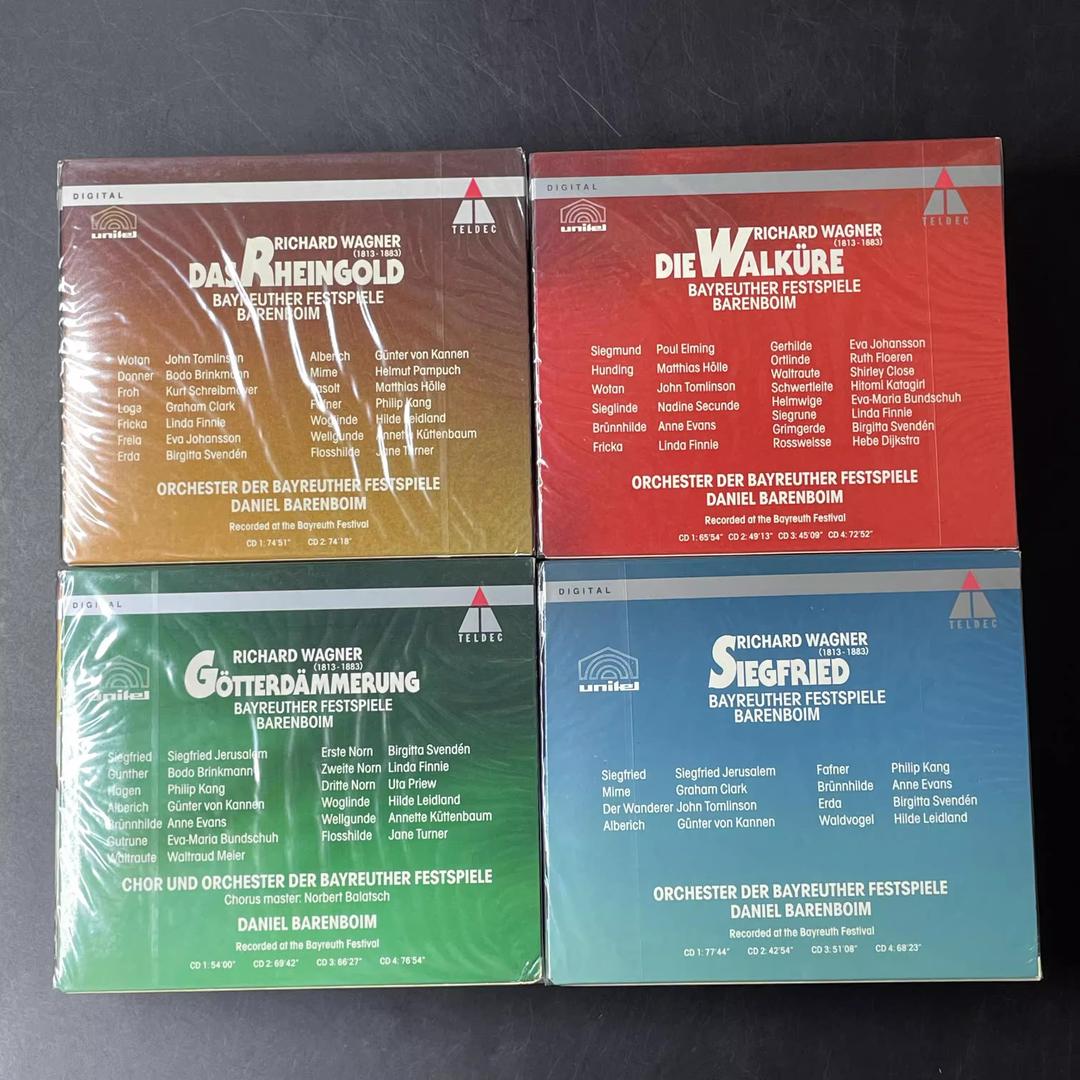 DIGITAL
unitel
TELDEC
RICHARD WAGNER
(1813-1883)
DAS RHEINGOLD
BAYREUTHER FESTSPIELE
BARENBOIM
Wotan John Tomlinson
Donner Bodo Brinkmann
Froh Kurt Schreibmayer
Loge Graham Clark
Fricka Linda Finnie
Freia Eva Johansson
Erda Birgitta Svendén
Alberich Günter von Kannen
Mime Helmut Pampuch
Fasolt Matthias Hölle
Fafner Philip Kang
Woglinde Hilde Leidland
Wellgunde Annette Küttenbaum
Flosshilde Jane Turner
ORCHESTER DER BAYREUTHER FESTSPIELE
DANIEL BARENBOIM
Recorded at the Bayreuth Festival
CD 1: 74'51" CD 2: 74'18"
DIGITAL
unitel
TELDEC
RICHARD WAGNER
(1813-1883)
DIE WALKÜRE
BAYREUTHER FESTSPIELE
BARENBOIM
Siegmund Poul Elming
Hunding Matthias Hölle
Wotan John Tomlinson
Sieglinde Nadine Secunde
Brünnhilde Anne Evans
Fricka Linda Finnie
Gerhilde Eva Johansson
Ortlinde Ruth Floeren
Waltraute Shirley Close
Schwertleite Hitomi Katagiri
Helmwige Eva-Maria Bundschuh
Siegrune Linda Finnie
Grimgerde Birgitta Svendén
Rossweisse Hebe Dijkstra
ORCHESTER DER BAYREUTHER FESTSPIELE
DANIEL BARENBOIM
Recorded at the Bayreuth Festival
CD 1: 65'54" CD 2: 49'13" CD 3: 45'09" CD 4: 72'52"
DIGITAL
unitel
TELDEC
RICHARD WAGNER
(1813-1883)
GÖTTERDÄMMERUNG
BAYREUTHER FESTSPIELE
BARENBOIM
Siegfried Siegfried Jerusalem
Gunther Bodo Brinkmann
Hagen Philip Kang
Alberich Günter von Kannen
Brünnhilde Anne Evans
Gutrune Eva-Maria Bundschuh
Waltraute Waltraud Meier
Erste Norn Birgitta Svendén
Zweite Norn Linda Finnie
Dritte Norn Uta Priew
Woglinde Hilde Leidland
Wellgunde Annette Küttenbaum
Flosshilde Jane Turner
CHOR UND ORCHESTER DER BAYREUTHER FESTSPIELE
Chorus master: Norbert Balatsch
DANIEL BARENBOIM
Recorded at the Bayreuth Festival
CD 1: 54'00" CD 2: 69'42" CD 3: 66'27" CD 4: 76'54"
DIGITAL
unitel
TELDEC
RICHARD WAGNER
(1813-1883)
SIEGFRIED
BAYREUTHER FESTSPIELE
BARENBOIM
Siegfried Siegfried Jerusalem
Mime Graham Clark
Der Wanderer John Tomlinson
Alberich Günter von Kannen
Fafner Philip Kang
Brünnhilde Anne Evans
Erda Birgitta Svendén
Waldvogel Hilde Leidland
ORCHESTER DER BAYREUTHER FESTSPIELE
DANIEL BARENBOIM
Recorded at the Bayreuth Festival
CD 1: 77'44" CD 2: 42'54" CD 3: 51'08" CD 4: 68'23"